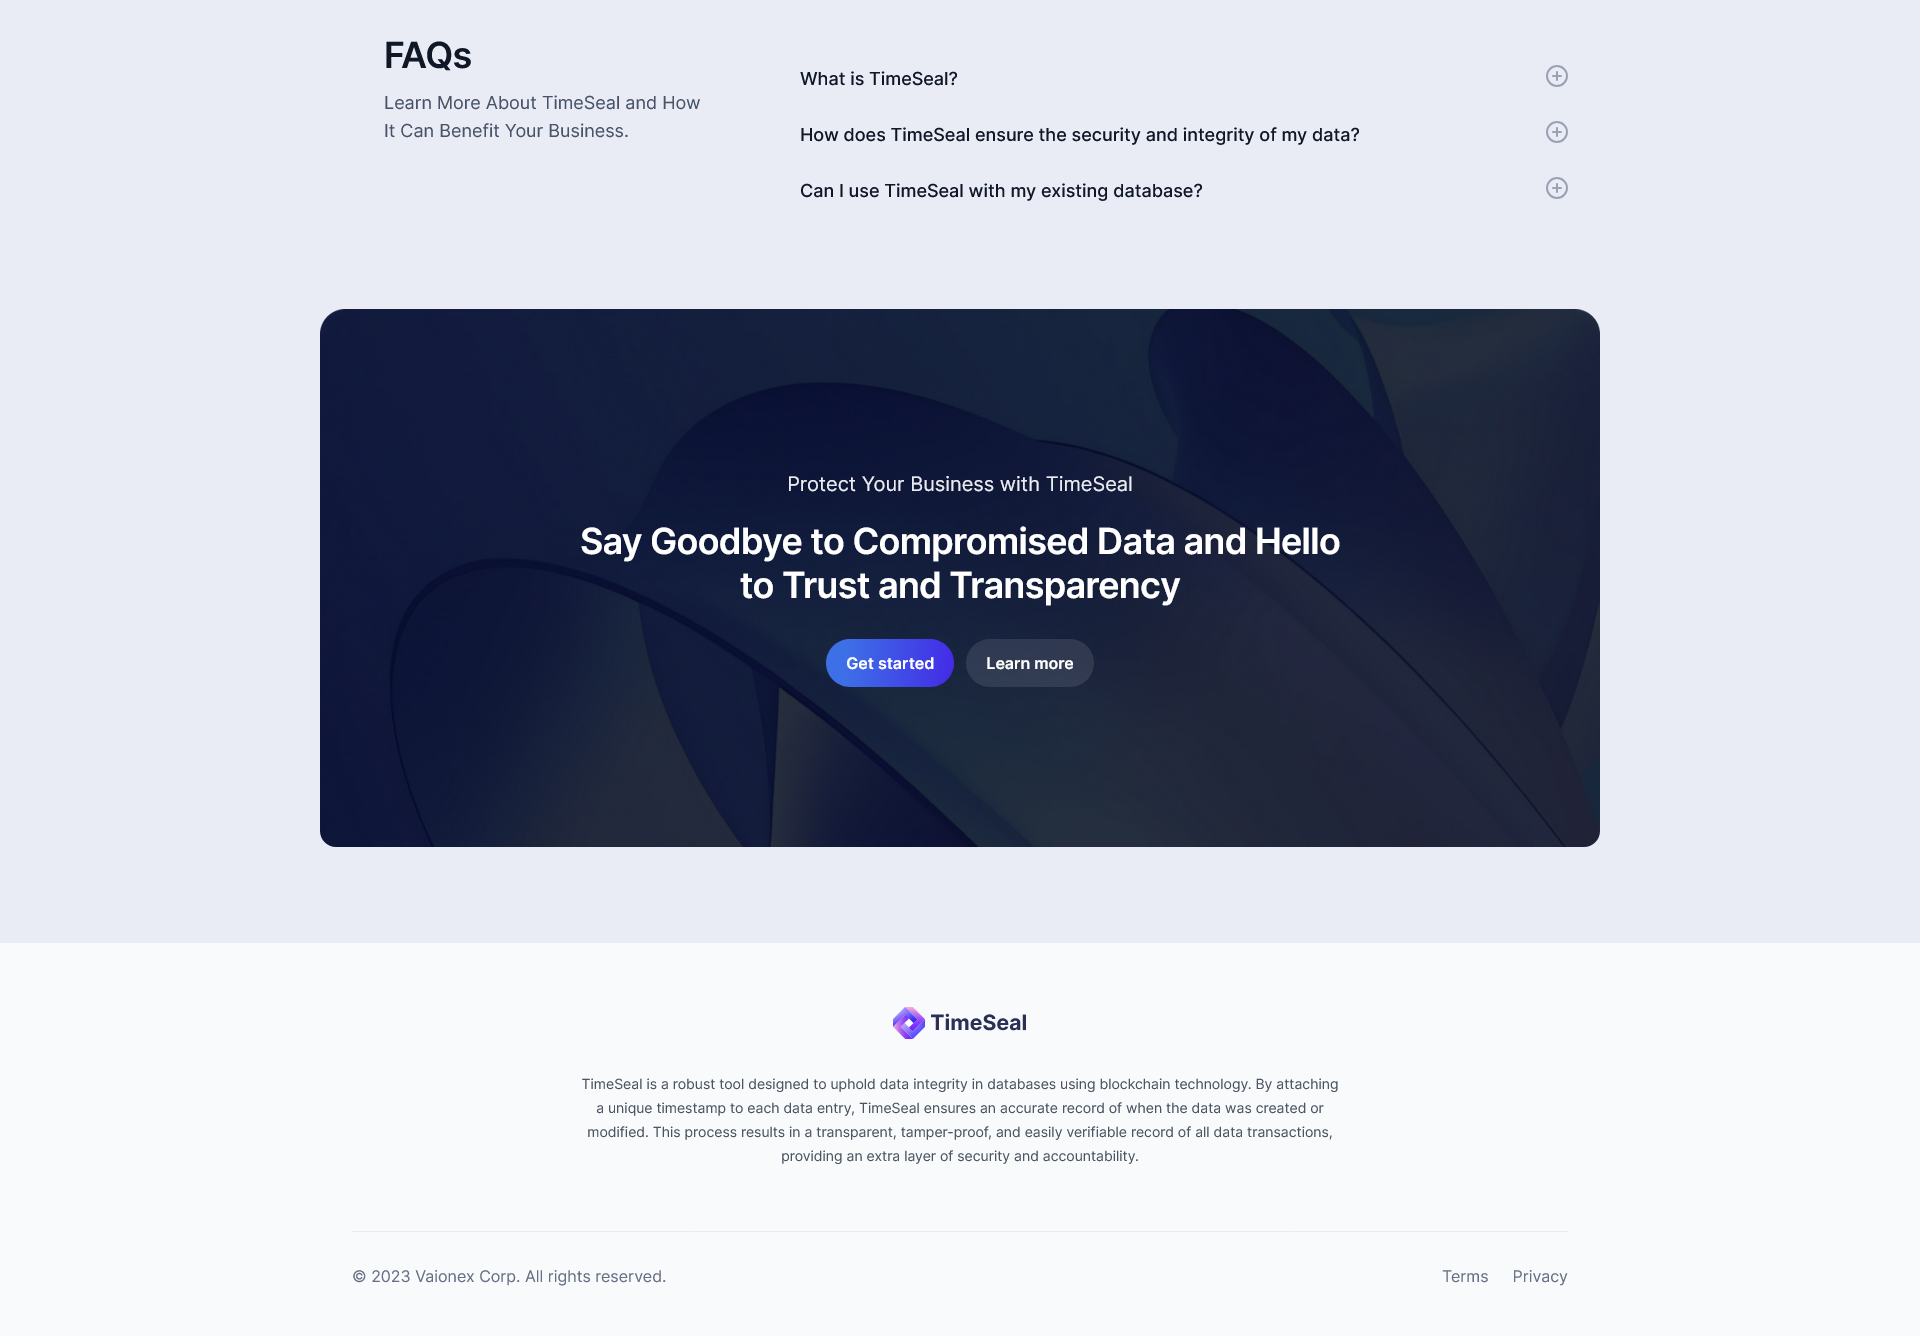 FAQs
Learn More About TimeSeal and How
It Can Benefit Your Business.
What is TimeSeal?
How does TimeSeal ensure the security and integrity of my data?
Can I use TimeSeal with my existing database?
Protect Your Business with TimeSeal
Say Goodbye to Compromised Data and Hello
to Trust and Transparency
Get started
Learn more
TimeSeal
TimeSeal is a robust tool designed to uphold data integrity in databases using blockchain technology. By attaching
a unique timestamp to each data entry, TimeSeal ensures an accurate record of when the data was created or
modified. This process results in a transparent, tamper-proof, and easily verifiable record of all data transactions,
providing an extra layer of security and accountability.
© 2023 Vaionex Corp. All rights reserved.
Terms
Privacy